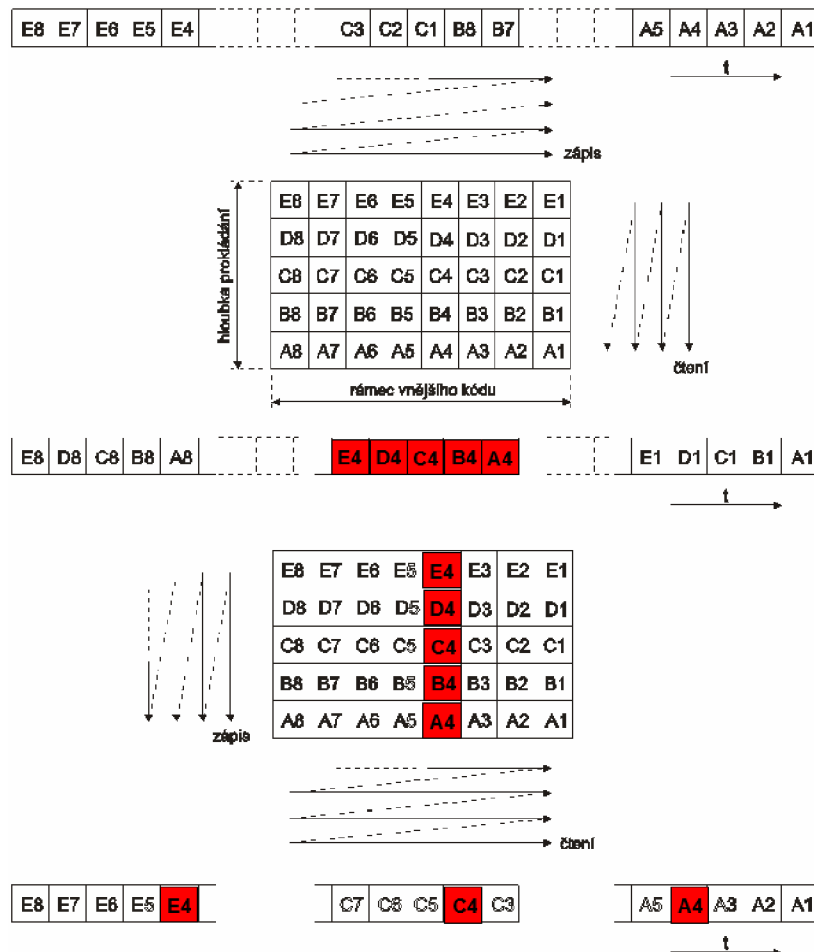 E8 E7 E6 E5 E4 C3 C2 C1 B8 B7 A5 A4 A3 A2 A1
t
zápis
hloubka prokládání
E8 E7 E6 E5 E4 E3 E2 E1
D8 D7 D6 D5 D4 D3 D2 D1
C8 C7 C6 C5 C4 C3 C2 C1
B8 B7 B6 B5 B4 B3 B2 B1
A8 A7 A6 A5 A4 A3 A2 A1
čtení
rámec vnějšího kódu
E8 D8 C8 B8 A8 E4 D4 C4 B4 A4 E1 D1 C1 B1 A1
t
E8 E7 E6 E5 E4 E3 E2 E1
D8 D7 D6 D5 D4 D3 D2 D1
C8 C7 C6 C5 C4 C3 C2 C1
B8 B7 B6 B5 B4 B3 B2 B1
A8 A7 A6 A5 A4 A3 A2 A1
zápis
čtení
E8 E7 E6 E5 E4 C7 C6 C5 C4 C3 A5 A4 A3 A2 A1
t